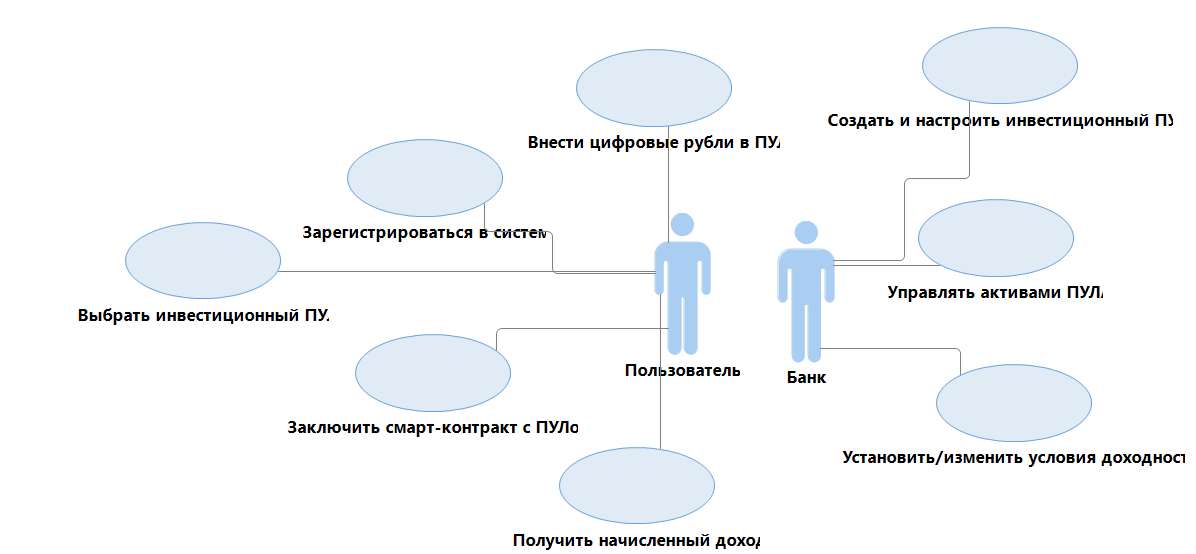 Создать и настроить инвестиционный ПУ
Внести цифровые рубли в ПУЛ
Зарегистрироваться в систем
Управлять активами ПУЛ
Выбрать инвестиционный ПУЛ
Пользователь
Банк
Заключить смарт-контракт с ПУЛо
Установить/изменить условия доходност
Получить начисленный доход